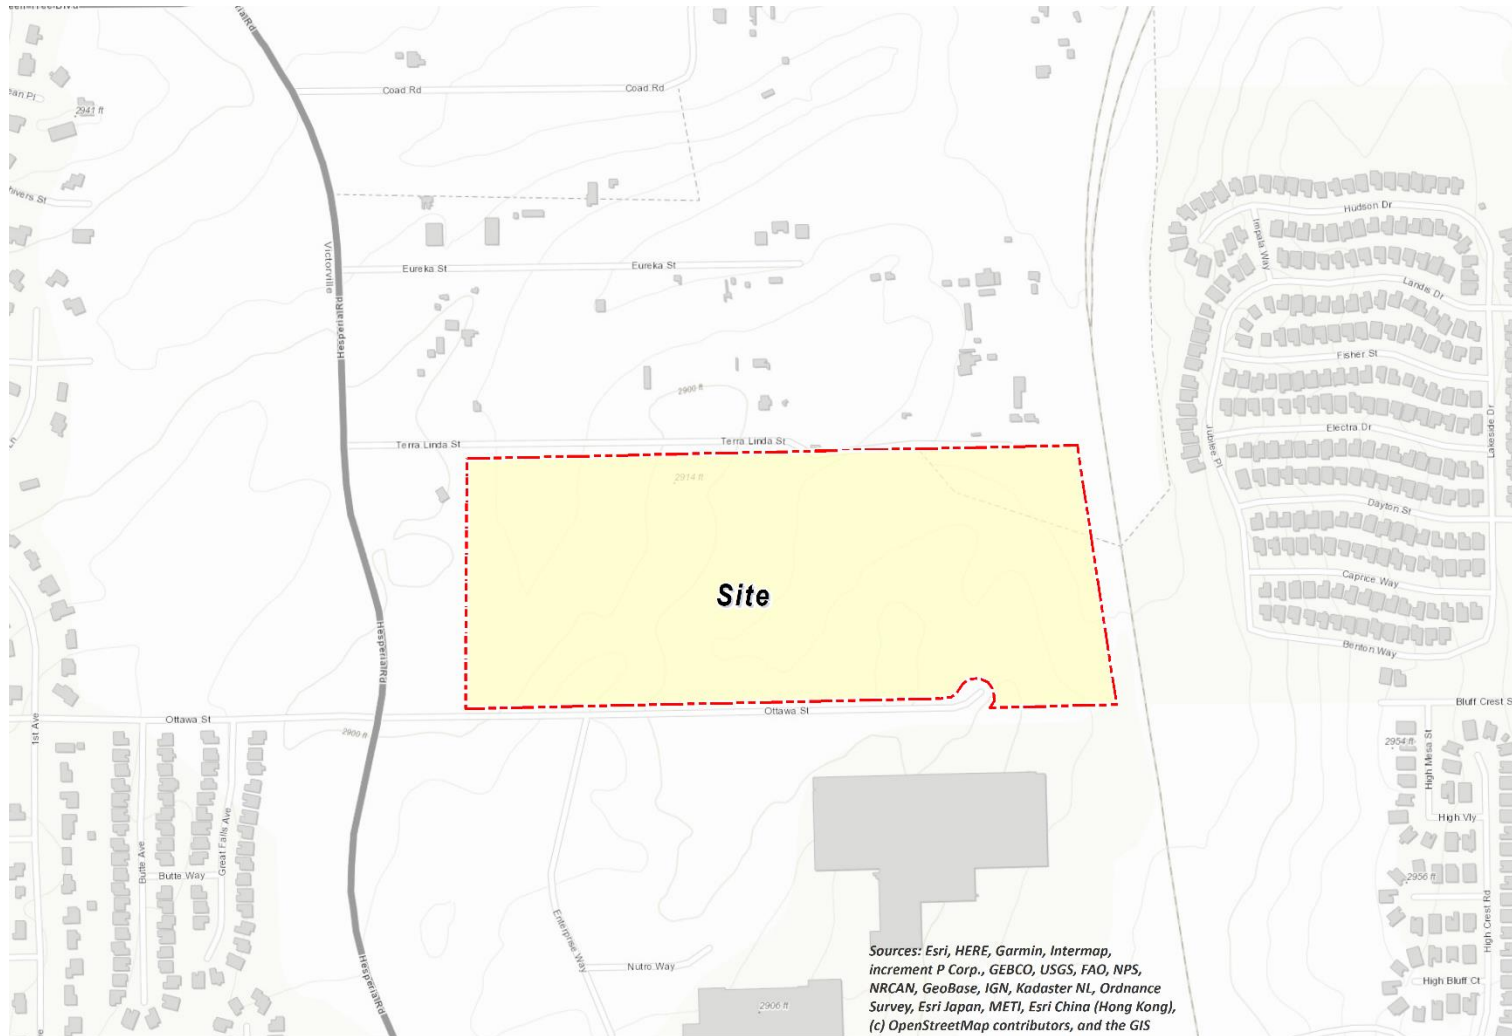 Coad Rd
Coad Rd
2941 ft
Hudson Dr
Impala Way
Victorville
Eureka St
Eureka St
Landis Dr
Hesperia Rd
Fisher St
2900 ft
Lakeside Dr
Electra Dr
Jubilee Pl
Terra Linda St
Terra Linda St
2914 ft
Dayton St
Caprice Way
Site
Hesperia Rd
Benton Way
Bluff Crest S
Ottawa St
Ottawa St
1st Ave
2900 ft
2954 ft
High Mesa St
High Vly
Great Falls Ave
Butte Ave
Butte Way
2956 ft
High Crest Rd
Enterprise Way
Nutro Way
Hesperia Rd
High Bluff Ct
2906 ft
Sources: Esri, HERE, Garmin, Intermap,
increment P Corp., GEBCO, USGS, FAO, NPS,
NRCAN, GeoBase, IGN, Kadaster NL, Ordnance
Survey, Esri Japan, METI, Esri China (Hong Kong),
(c) OpenStreetMap contributors, and the GIS